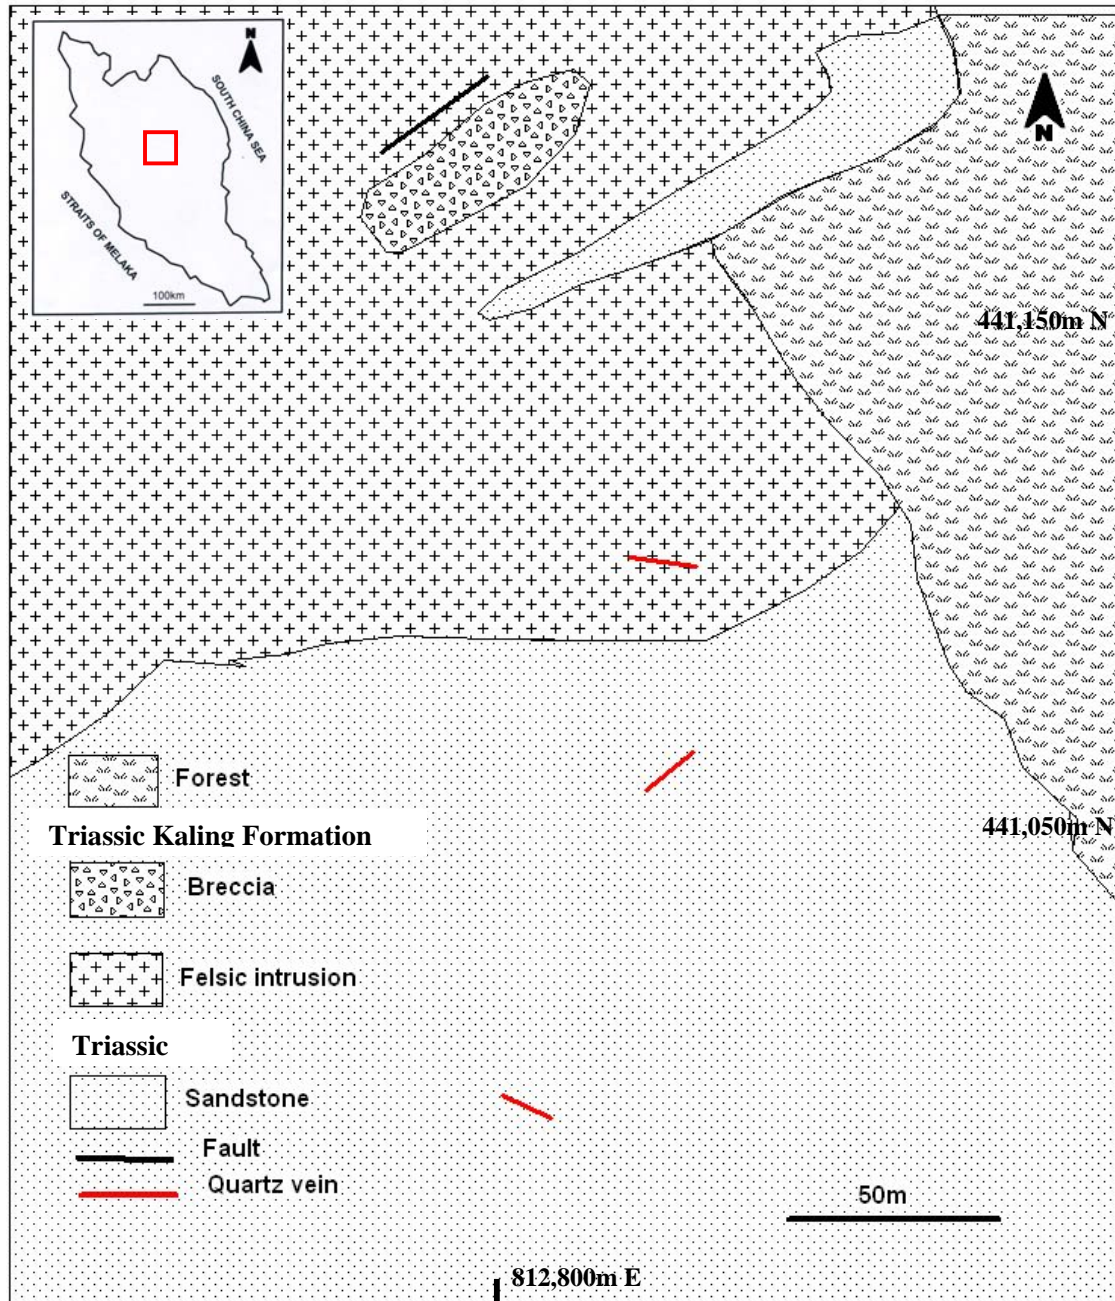 N
SOUTH CHINA SEA
STRAITS OF MELAKA
100km
N
441,150m N
Forest
Triassic Kaling Formation
441,050m N
Breccia
Felsic intrusion
Triassic
Sandstone
Fault
Quartz vein
50m
812,800m E